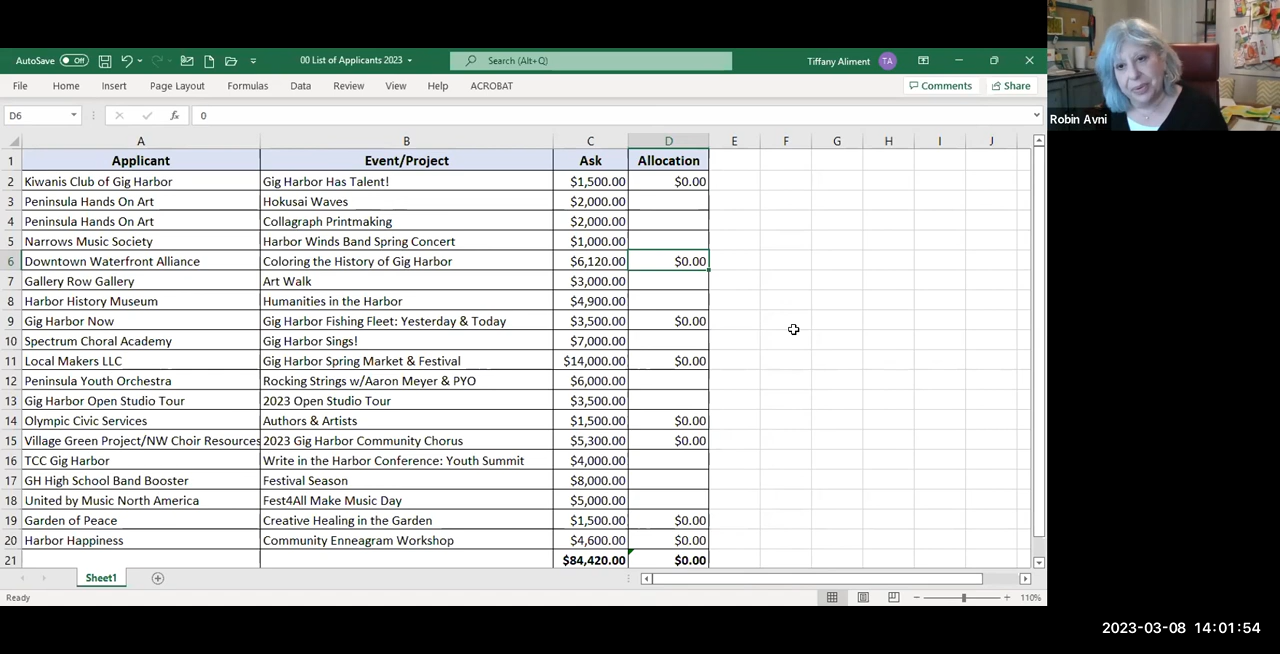 AutoSave Off 00 List of Applicants 2023 Search (Alt+Q) Tiffany Aliment TA
File Home Insert Page Layout Formulas Data Review View Help ACROBAT Comments Share
D6 fx 0
A B C D E F G H I J
1 Applicant Event/Project Ask Allocation
2 Kiwanis Club of Gig Harbor Gig Harbor Has Talent! $1,500.00 $0.00
3 Peninsula Hands On Art Hokusai Waves $2,000.00
4 Peninsula Hands On Art Collagraph Printmaking $2,000.00
5 Narrows Music Society Harbor Winds Band Spring Concert $1,000.00
6 Downtown Waterfront Alliance Coloring the History of Gig Harbor $6,120.00 $0.00
7 Gallery Row Gallery Art Walk $3,000.00
8 Harbor History Museum Humanities in the Harbor $4,900.00
9 Gig Harbor Now Gig Harbor Fishing Fleet: Yesterday & Today $3,500.00 $0.00
10 Spectrum Choral Academy Gig Harbor Sings! $7,000.00
11 Local Makers LLC Gig Harbor Spring Market & Festival $14,000.00 $0.00
12 Peninsula Youth Orchestra Rocking Strings w/Aaron Meyer & PYO $6,000.00
13 Gig Harbor Open Studio Tour 2023 Open Studio Tour $3,500.00
14 Olympic Civic Services Authors & Artists $1,500.00 $0.00
15 Village Green Project/NW Choir Resources 2023 Gig Harbor Community Chorus $5,300.00 $0.00
16 TCC Gig Harbor Write in the Harbor Conference: Youth Summit $4,000.00
17 GH High School Band Booster Festival Season $8,000.00
18 United by Music North America Fest4All Make Music Day $5,000.00
19 Garden of Peace Creative Healing in the Garden $1,500.00 $0.00
20 Harbor Happiness Community Enneagram Workshop $4,600.00 $0.00
21 $84,420.00 $0.00
Sheet1
Ready 110%
Robin Avni
2023-03-08 14:01:54